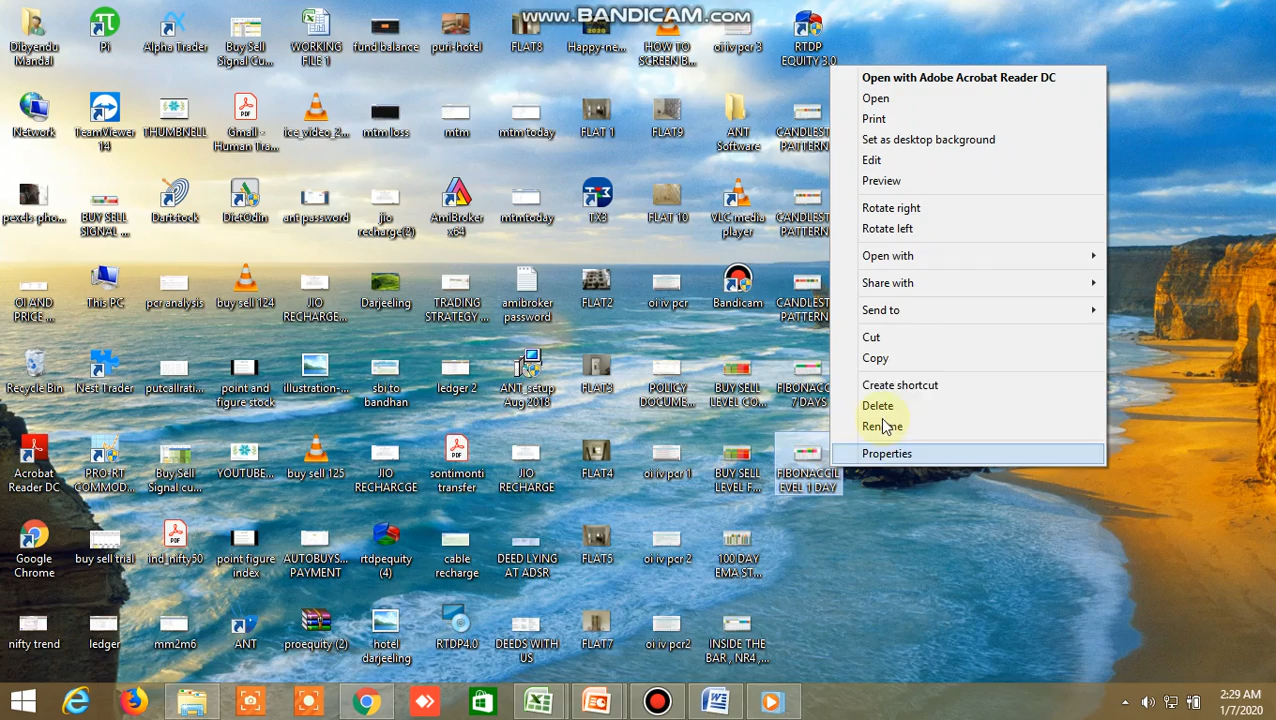 www.BANDICAM.com
Dibyendu
Mandal
Pi
Alpha Trader
Buy Sell
Signal Cu...
WORKING
FILE 1
fund balance
puri-hotel
FLAT8
Happy-ne...
HOW TO
SCREEN B...
oi iv pcr 3
RTDP
EQUITY 3.0
Network
TeamViewer
14
THUMBNELL
Gmail -
Human Tra...
ice_video_2...
mtm loss
mtm
mtm today
FLAT 1
FLAT9
ANT
Software
CANDLEST
PATTERN
pexels-pho...
BUY SELL
SIGNAL ...
Dartstock
DietOdin
ant password
jio
recharge(2)
AmiBroker
x64
mtmtoday
TX3
FLAT 10
VLC media
player
CANDLEST
PATTERN
OI AND
PRICE ...
This PC
pcr analysis
buy sell 124
JIO
RECHARGE...
Darjeeling
TRADING
STRATEGY ...
amibroker
password
FLAT2
oi iv pcr
Bandicam
CANDLEST
PATTERN
Recycle Bin
Nest Trader
putcallrati...
point and
figure stock
illustration-...
sbi to
bandhan
ledger 2
ANT_setup
Aug 2018
FLAT3
POLICY
DOCUME...
BUY SELL
LEVEL CO...
FIBONACC
7 DAYS
Acrobat
Reader DC
PRO-RT
COMMOD...
Buy Sell
Signal cu...
YOUTUBE...
buy sell 125
JIO
RECHARCGE
sontimonti
transfer
JIO
RECHARGE
FLAT4
oi iv pcr 1
BUY SELL
LEVEL F...
FIBONACCIL
EVEL 1 DAY
Google
Chrome
buy sell trial
ind_nifty50
point figure
index
AUTOBUYS...
PAYMENT
rtdpequity
(4)
cable
recharge
DEED LYING
AT ADSR
FLAT5
oi iv pcr 2
100 DAY
EMA ST...
nifty trend
ledger
mm2m6
ANT
proequity (2)
hotel
darjeeling
RTDP4.0
DEEDS WITH
US
FLAT7
oi iv pcr2
INSIDE THE
BAR , NR4 ,...
Open with Adobe Acrobat Reader DC
Open
Print
Set as desktop background
Edit
Preview
Rotate right
Rotate left
Open with
Share with
Send to
Cut
Copy
Create shortcut
Delete
Rename
Properties
2:29 AM
1/7/2020